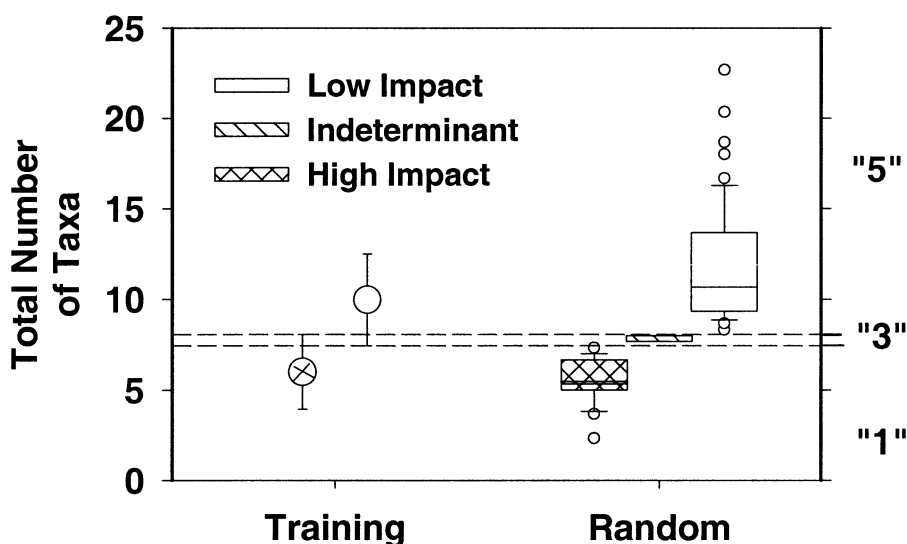 25
20
15
10
5
0
Total Number
of Taxa
Low Impact
Indeterminant
High Impact
"5"
"3"
"1"
Training
Random